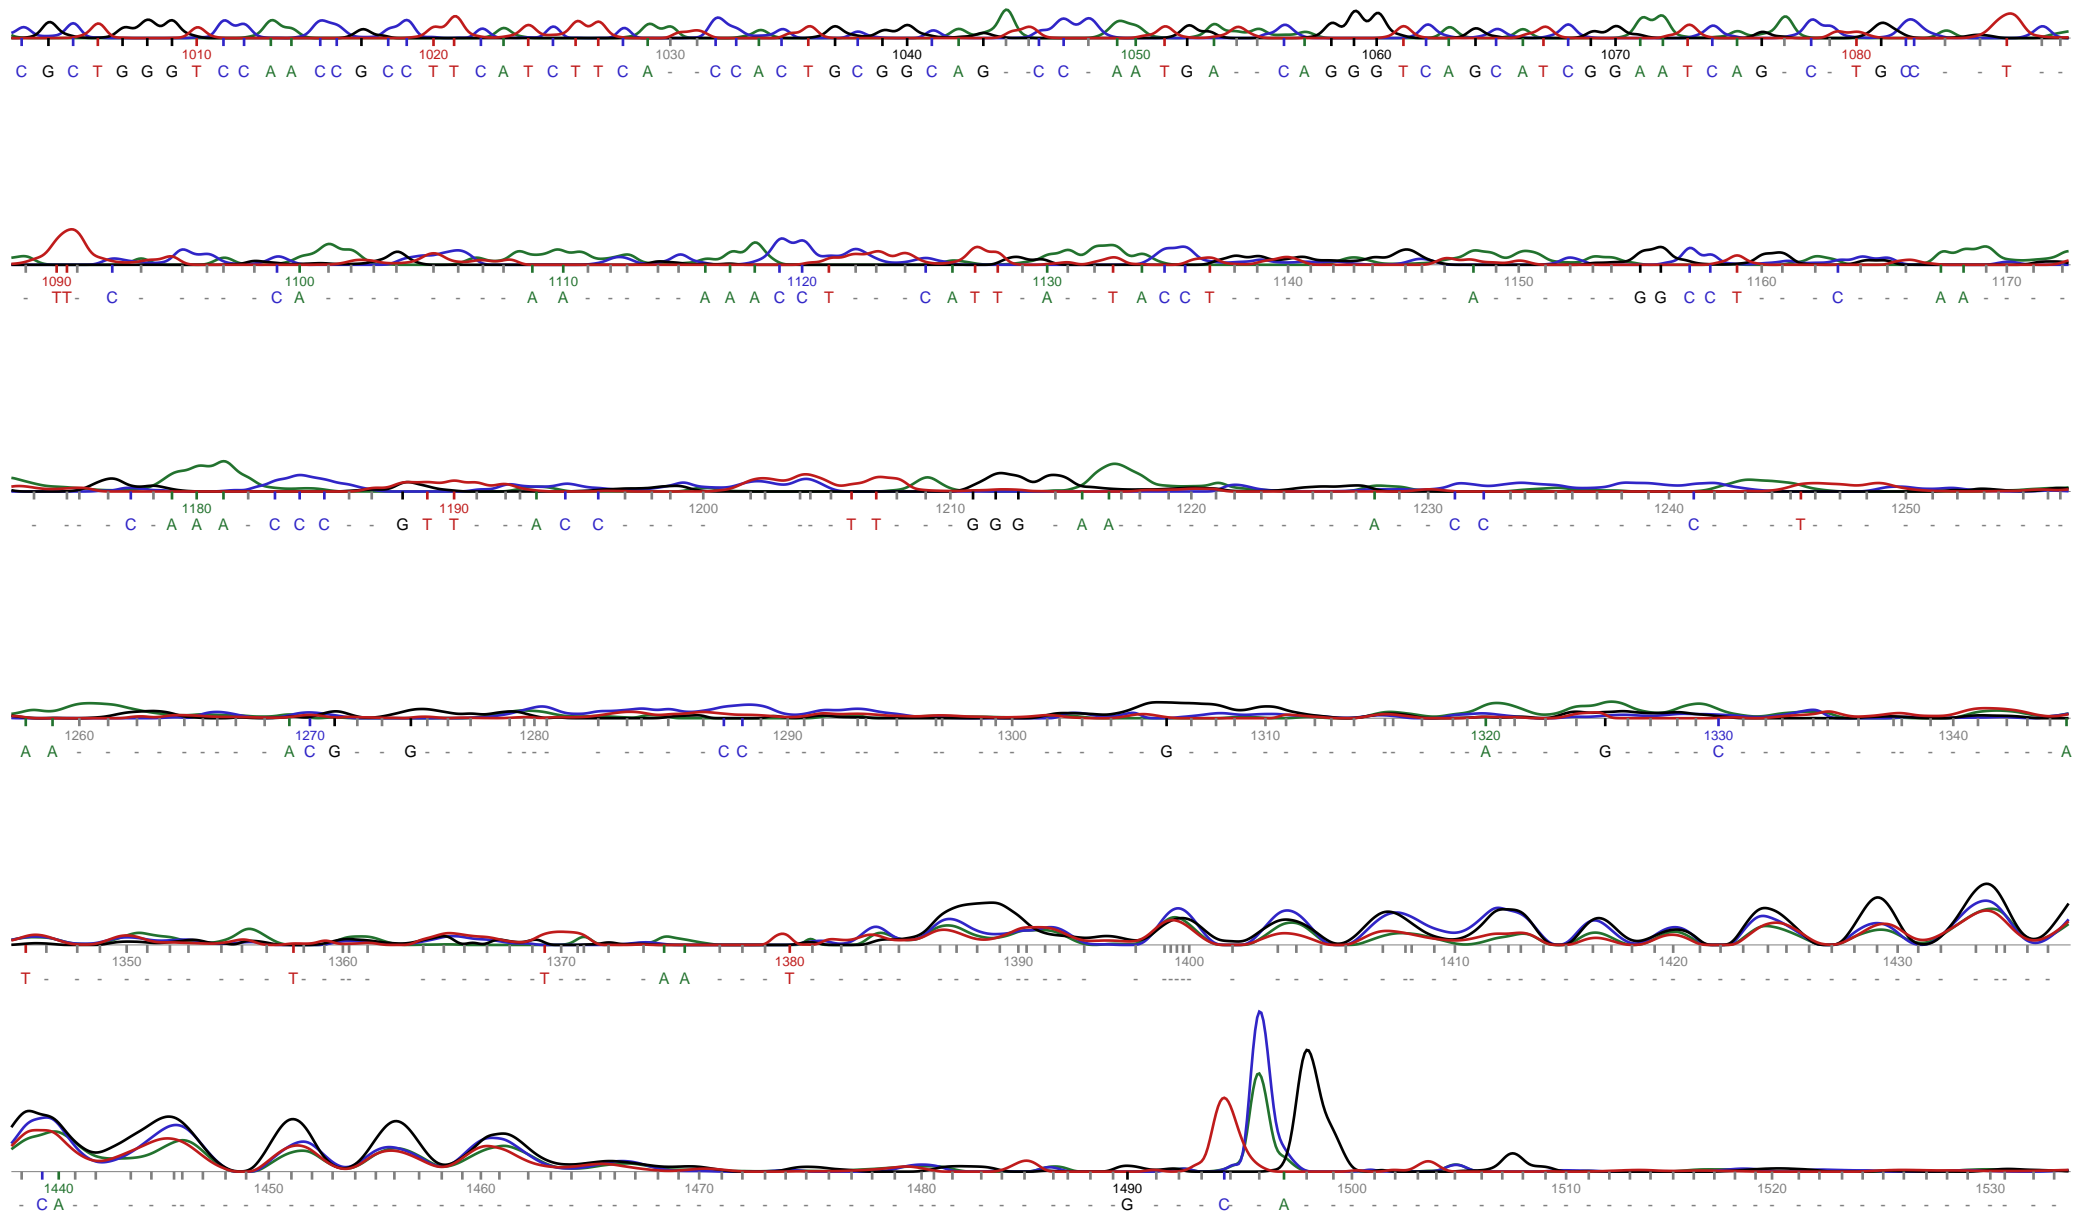 1010 1020 1030 1040 1050 1060 1070 1080
C G C T G G G T C C A A C C G C C T T C A T C T T C A - - C C A C T G C G G C A G - - C C - A A T G A - - C A G G G T C A G C A T C G G A A T C A G - C - T G C C - - - T - -
1090 1100 1110 1120 1130 1140 1150 1160 1170
- T T - C - - - - - - C A - - - - - - - - - A A - - - - - A A A C C T - - - C A T T - A - - T A C C T - - - - - - - - - - - A - - - - - - G G C C T - - - C - - - A A - - - -
1180 1190 1200 1210 1220 1230 1240 1250
- - - - C - A A A - C C C - - G T T - - A C C - - - - - - - - - - T T - - - G G G - A A - - - - - - - - - - - A - - C C - - - - - - - - C - - - T - - - - - - - - - - -
1260 1270 1280 1290 1300 1310 1320 1330 1340
A A - - - - - - - - A C G - - G - - - - - - - - - - - - C C - - - - - - - - - - - - - - - - - G - - - - - - - - - - - - A - - - G - - - C - - - - - - - - - - - - A
1350 1360 1370 1380 1390 1400 1410 1420 1430
T - - - - - - - - - T - - - - - - - - - T - - - - - A A - - - T - - - - - - - - - - - - - - - - - - - - - - - - - - - - - - - - - - - - - - - - - - - - - - - -
1440 1450 1460 1470 1480 1490 1500 1510 1520 1530
- C A - - - - - - - - - - - - - - - - - - - - - - - - - - - - - - - - - - - - - - - - - - - - - - - - G - - - C - - A - - - - - - - - - - - - - - - - - - - - - - - - - - - - - - - -